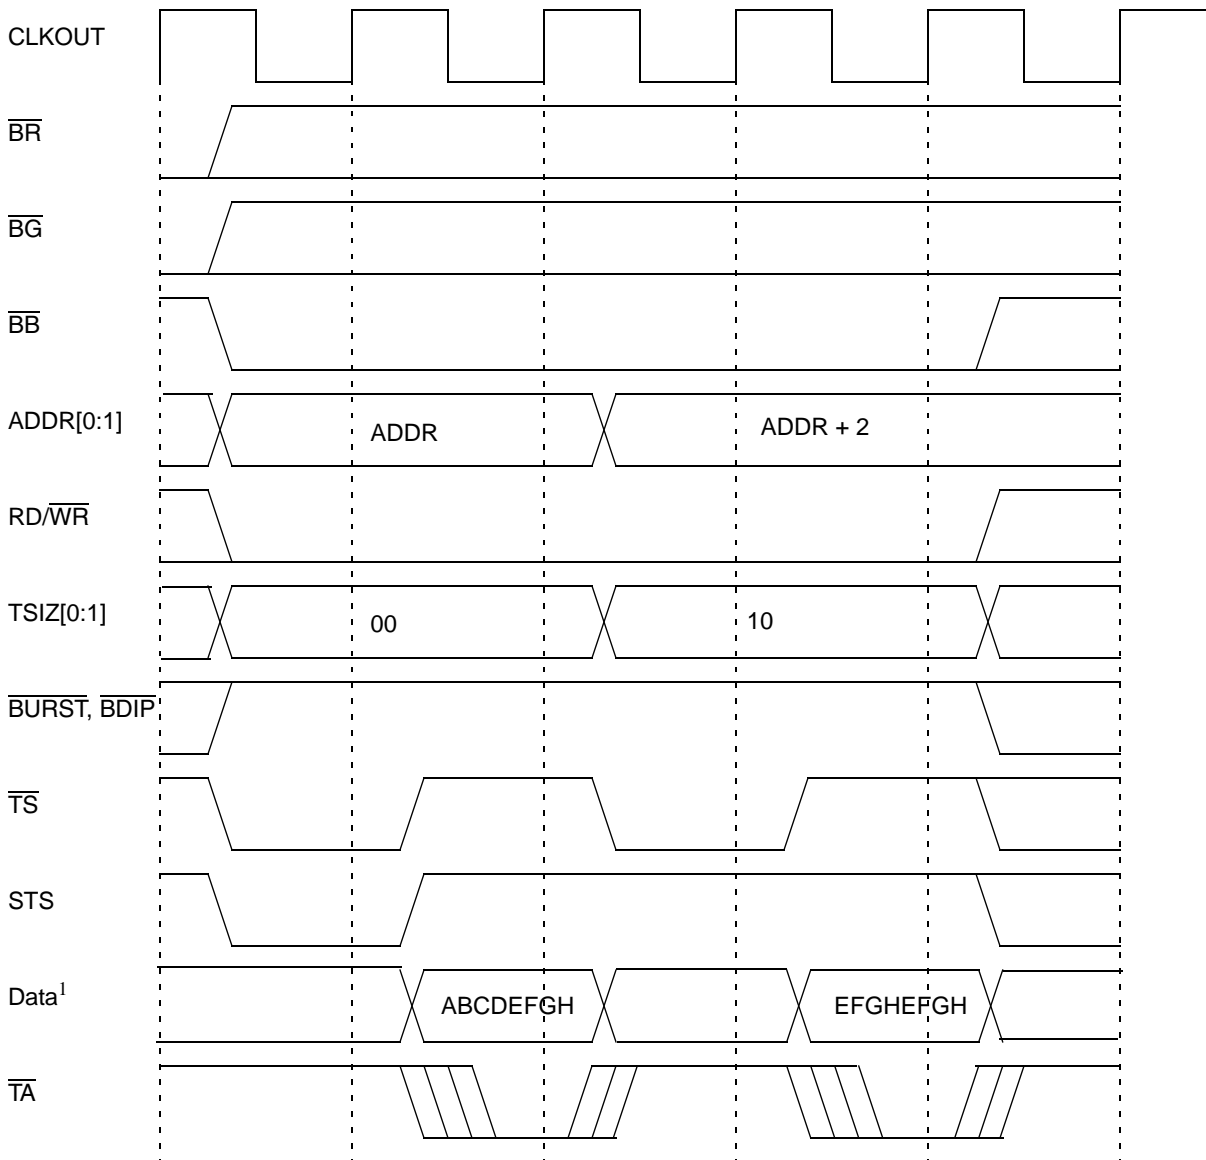 CLKOUT
BR
BG
BB
ADDR[0:1]
ADDR
ADDR + 2
RD/WR
TSIZ[0:1]
00
10
BURST, BDIP
TS
STS
Data1
ABCDEFGH
EFGHEFGH
TA